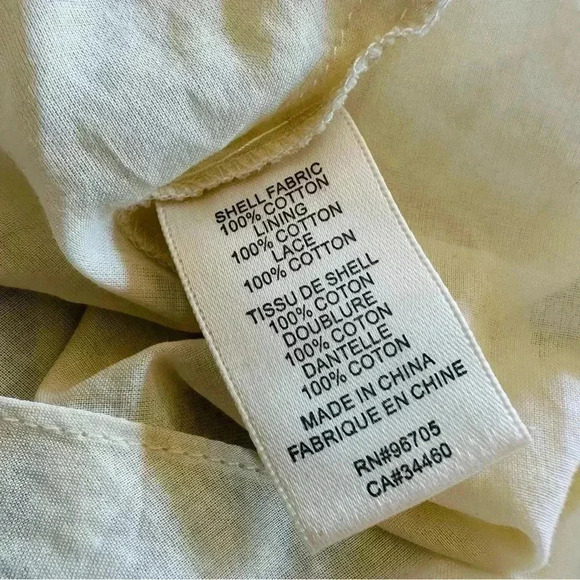 SHELL FABRIC
100% COTTON
LINING
100% COTTON
LACE
100% COTTON
TISSU DE SHELL
100% COTON
DOUBLURE
100% COTON
DANTELLE
100% COTON
MADE IN CHINA
FABRIQUE EN CHINE
RN#96705
CA#34460